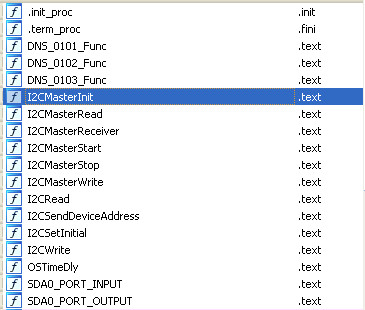 .init_proc .init
.term_proc .fini
DNS_0101_Func .text
DNS_0102_Func .text
DNS_0103_Func .text
I2CMasterInit .text
I2CMasterRead .text
I2CMasterReceiver .text
I2CMasterStart .text
I2CMasterStop .text
I2CMasterWrite .text
I2CRead .text
I2CSendDeviceAddress .text
I2CSetInitial .text
I2CWrite .text
OSTimeDly .text
SDA0_PORT_INPUT .text
SDA0_PORT_OUTPUT .text